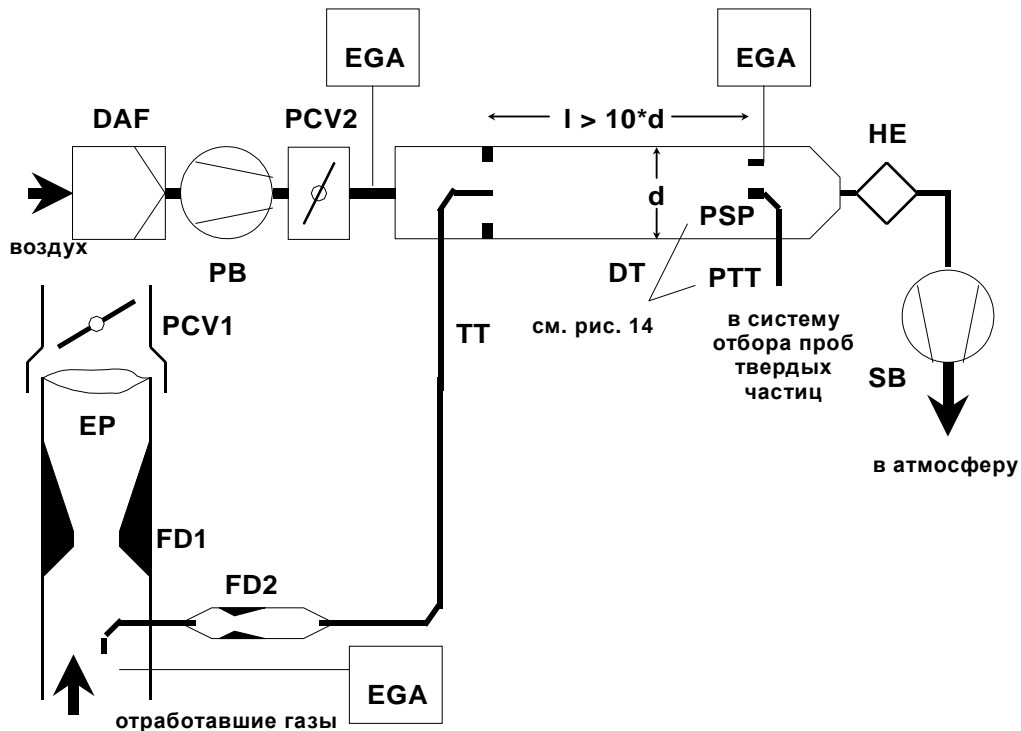 EGA
EGA
DAF
PCV2
l > 10*d
HE
d
PSP
воздух
PB
DT
PTT
PCV1
TT
см. рис. 14
в систему
отбора проб
твердых
частиц
SB
EP
в атмосферу
FD1
FD2
EGA
отработавшие газы